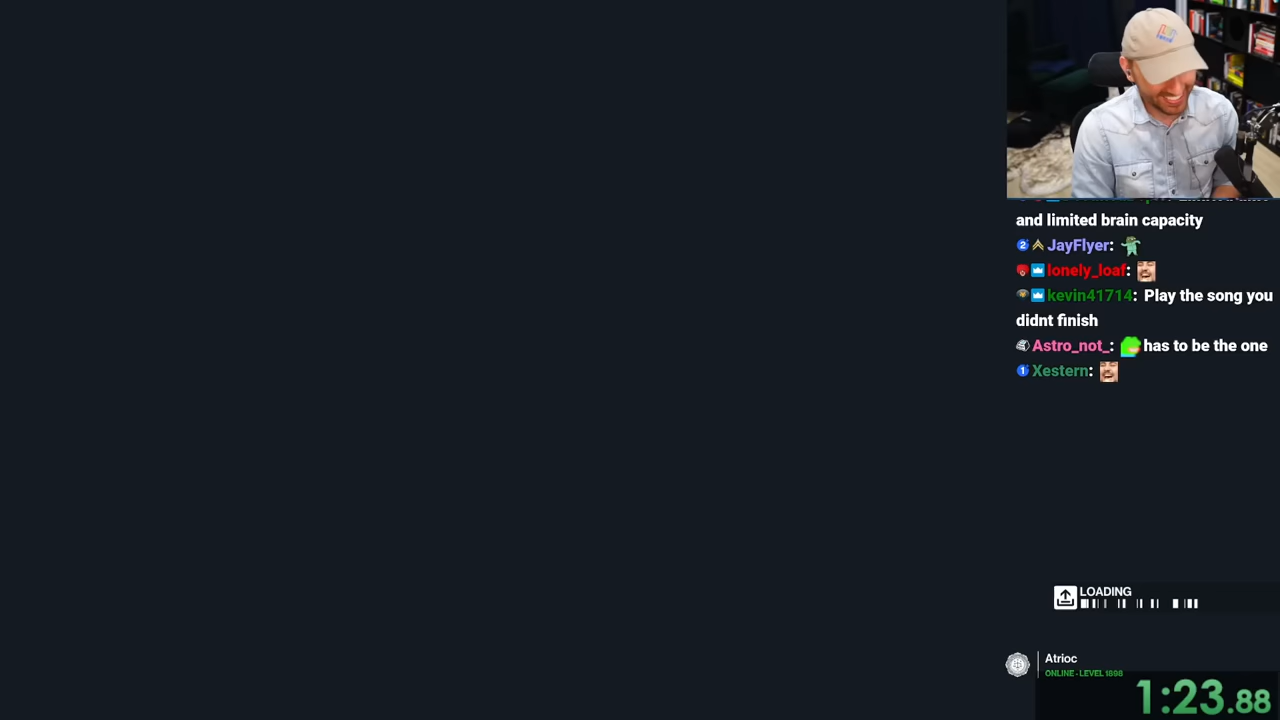 and limited brain capacity
JayFlyer:
lonely_loaf:
kevin41714: Play the song you
didnt finish
Astro_not_: has to be the one
Xestern:
LOADING
Atrioc
ONLINE - LEVEL 1898
1:23.88